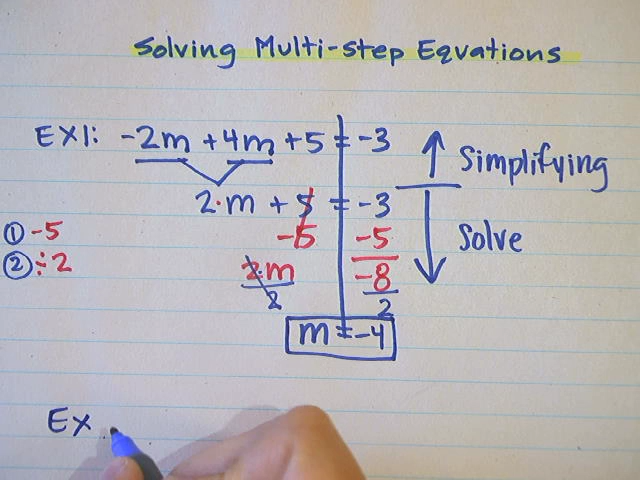 Solving Multi-step Equations
EX1: -2m + 4m + 5 = -3
Simplifying
2·m + 5 = -3
① -5
-5 -5
Solve
② ÷2
2·m -8
2 2
m = -4
Ex